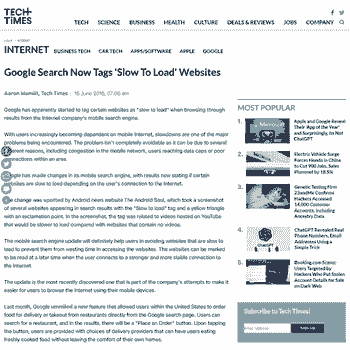 TECH
TIMES
TECH SCIENCE BUSINESS HEALTH CULTURE DEALS & REVIEWS JOBS COMPANY
INTERNET BUSINESS TECH CAR TECH APPS/SOFTWARE APPLE GOOGLE
Google Search Now Tags 'Slow To Load' Websites
Aaron Mamiit, Tech Times 15 June 2015, 07:06 am
Google has apparently started to tag certain websites as "slow to load" when browsing through
results from the Internet company's mobile search engine.
With users increasingly becoming dependent on mobile Internet, slowdowns are one of the major
problems being encountered. The problem isn't completely avoidable as it can be due to several
different reasons, including congestion in the mobile network, users reaching data caps or poor
connections within an area.
Google has made changes in its mobile search engine, with results now stating if certain
websites are slow to load depending on the user's connection to the Internet.
The change was spotted by Android news website The Android Soul, which took a screenshot
of several websites appearing in search results with the "Slow to load" tag and a yellow triangle
with an exclamation point. In the screenshot, the tag was related to videos hosted on YouTube
that would be slower to load compared with websites that contain no videos.
The mobile search engine update will definitely help users in avoiding websites that are slow to
load to prevent them from wasting time in accessing the websites. The websites can be marked
to be read at a later time when the user connects to a stronger and more stable connection to
the Internet.
The update is the most recently discovered one that is part of the company's attempts to make it
easier for users to browse the Internet using their mobile devices.
Last month, Google unveiled a new feature that allowed users within the United States to order
food for delivery or takeout from restaurants directly from the Google search page. Users can
search for a restaurant, and in the results, there will be a "Place an Order" button. Upon tapping
the button, users are provided with choices of delivery providers that can have users eating
freshly cooked food without leaving the comfort of their own homes.
MOST POPULAR
1. Apple and Google Reveal
Their 'App of the Year'
and Surprisingly, its Not
ChatGPT
2. Electric Vehicle Surge
Forces Honda in China
to Cut 900 Jobs, Sales
Plummet by 18.5%
3. Genetic Testing Firm
23andMe Confirms
Hackers Accessed
14,000 Customer
Accounts, Including
Ancestry Data
4. ChatGPT Revealed Real
Phone Numbers, Email
Addresses Using a
Simple Trick
5. Booking.com Scams:
Users Targeted by
Hackers Who Put Stolen
Account Details for Sale
on Dark Web
Subscribe to Tech Times!
Email Address
Sign up